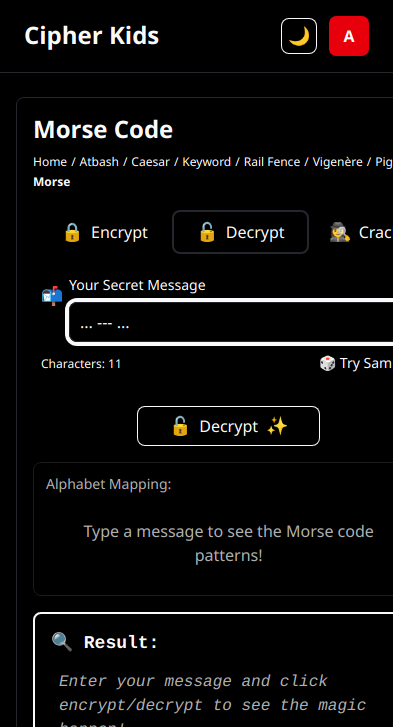 Cipher Kids
🌙
A
Morse Code
Home / Atbash / Caesar / Keyword / Rail Fence / Vigenère / Pig
Morse
🔒 Encrypt
🔓 Decrypt
🕵️ Crac
📬 Your Secret Message
... --- ...
Characters: 11
🎲 Try Sam
🔓 Decrypt ✨
Alphabet Mapping:
Type a message to see the Morse code
patterns!
🔍 Result:
Enter your message and click
encrypt/decrypt to see the magic
happen!